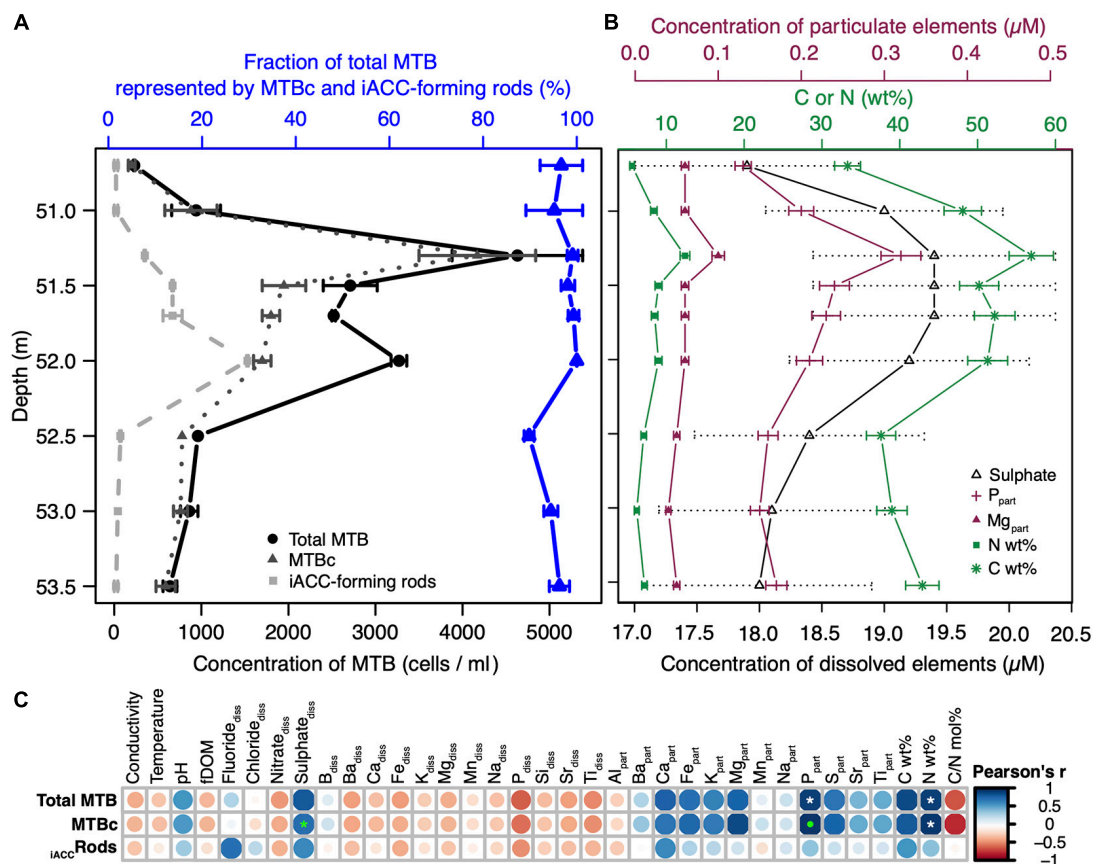 A
B
Fraction of total MTB
represented by MTBc and iACC-forming rods (%)
0 20 40 60 80 100
Concentration of particulate elements (µM)
0.0 0.1 0.2 0.3 0.4 0.5
C or N (wt%)
10 20 30 40 50 60
Depth (m)
51.0
51.5
52.0
52.5
53.0
53.5
Total MTB
MTBc
iACC-forming rods
0 1000 2000 3000 4000 5000
Concentration of MTB (cells / ml)
Sulphate
Ppart
Mgpart
N wt%
C wt%
17.0 17.5 18.0 18.5 19.0 19.5 20.0 20.5
Concentration of dissolved elements (µM)
C
Conductivity
Temperature
pH
fDOM
Fluoridediss
Chloridediss
Nitratediss
Sulphatediss
Bdiss
Badiss
Cadiss
Fediss
Kdiss
Mgdiss
Mndiss
Nadiss
Pdiss
Sidiss
Srdiss
Tidiss
Alpart
Bapart
Capart
Fepart
Kpart
Mgpart
Mnpart
Napart
Ppart
Spart
Srpart
Tipart
C wt%
N wt%
C/N mol%
Total MTB
MTBc
iACCRods
Pearson's r
1
0.5
0
−0.5
−1